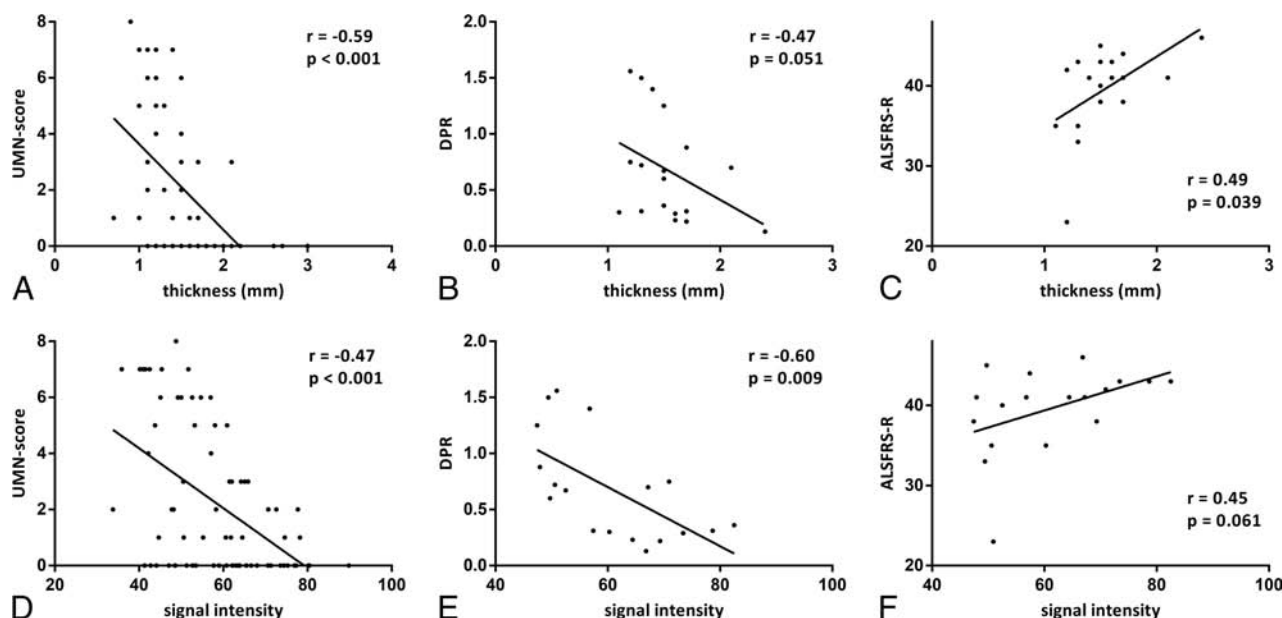 8
6
4
2
0
UMN-score
r = -0.59
p < 0.001
0 1 2 3 4
A
thickness (mm)
2.0
1.5
1.0
0.5
0.0
DPR
r = -0.47
p = 0.051
0 1 2 3
B
thickness (mm)
40
30
20
ALSFRS-R
r = 0.49
p = 0.039
0 1 2 3
C
thickness (mm)
8
6
4
2
0
UMN-score
r = -0.47
p < 0.001
20 40 60 80 100
D
signal intensity
2.0
1.5
1.0
0.5
0.0
DPR
r = -0.60
p = 0.009
40 60 80 100
E
signal intensity
40
30
20
ALSFRS-R
r = 0.45
p = 0.061
40 60 80 100
F
signal intensity